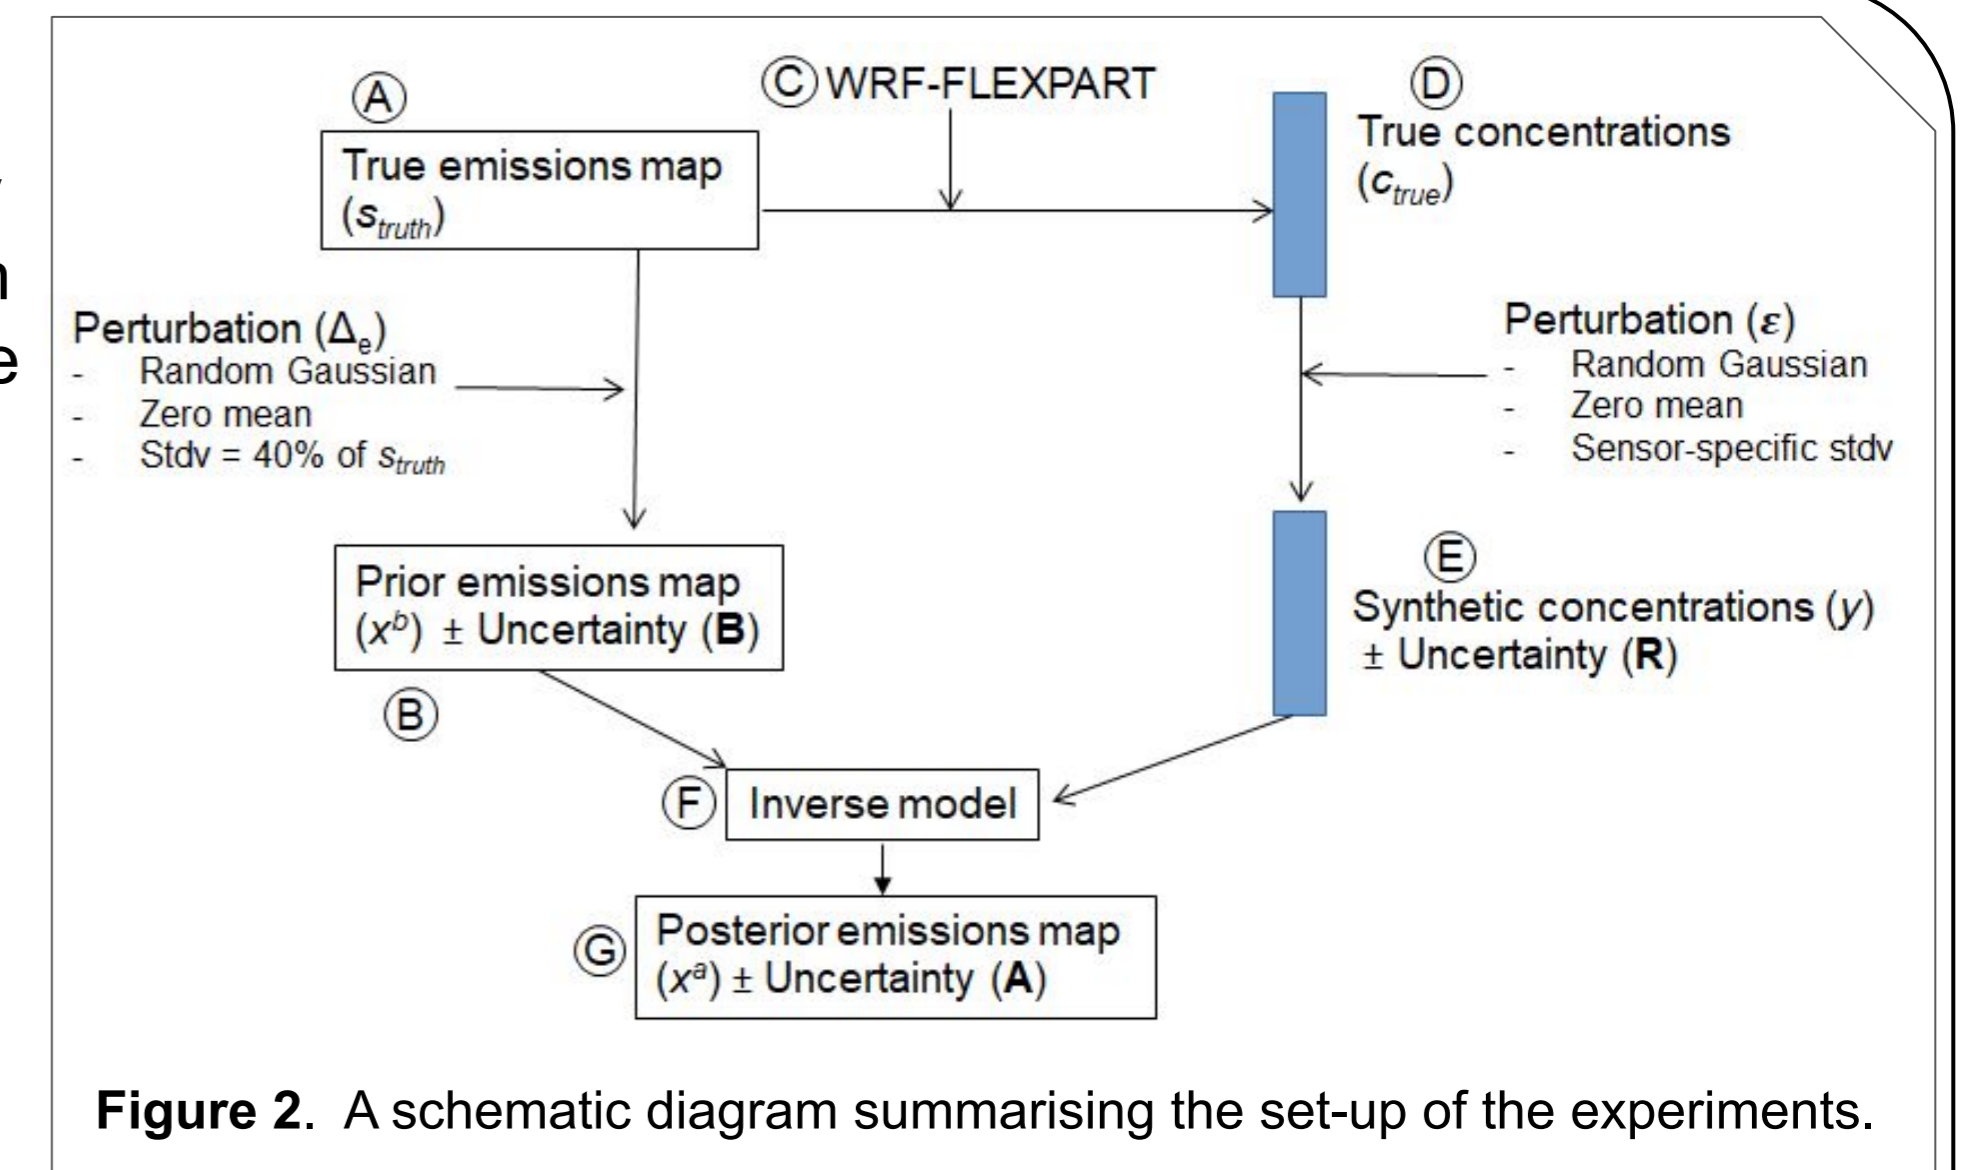 A
True emissions map
(s_truth)
C WRF-FLEXPART
D
True concentrations
(c_true)
Perturbation (Δ_e)
- Random Gaussian
- Zero mean
- Stdv = 40% of s_truth
Perturbation (ε)
- Random Gaussian
- Zero mean
- Sensor-specific stdv
Prior emissions map
(x^b) ± Uncertainty (B)
B
E
Synthetic concentrations (y)
± Uncertainty (R)
F Inverse model
G
Posterior emissions map
(x^a) ± Uncertainty (A)
Figure 2. A schematic diagram summarising the set-up of the experiments.